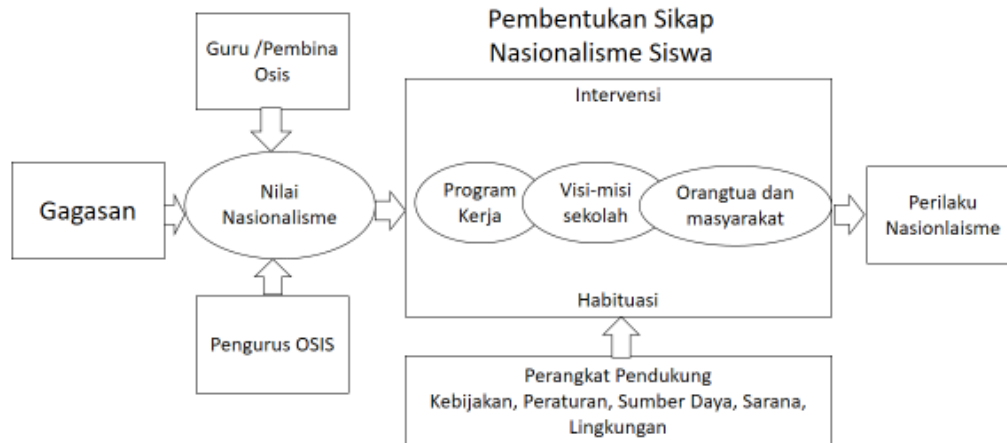 Pembentukan Sikap
Nasionalisme Siswa
Guru /Pembina
Osis
Gagasan
Nilai
Nasionalisme
Pengurus OSIS
Intervensi
Program
Kerja
Visi-misi
sekolah
Orangtua dan
masyarakat
Habituasi
Perilaku
Nasionlaisme
Perangkat Pendukung
Kebijakan, Peraturan, Sumber Daya, Sarana,
Lingkungan